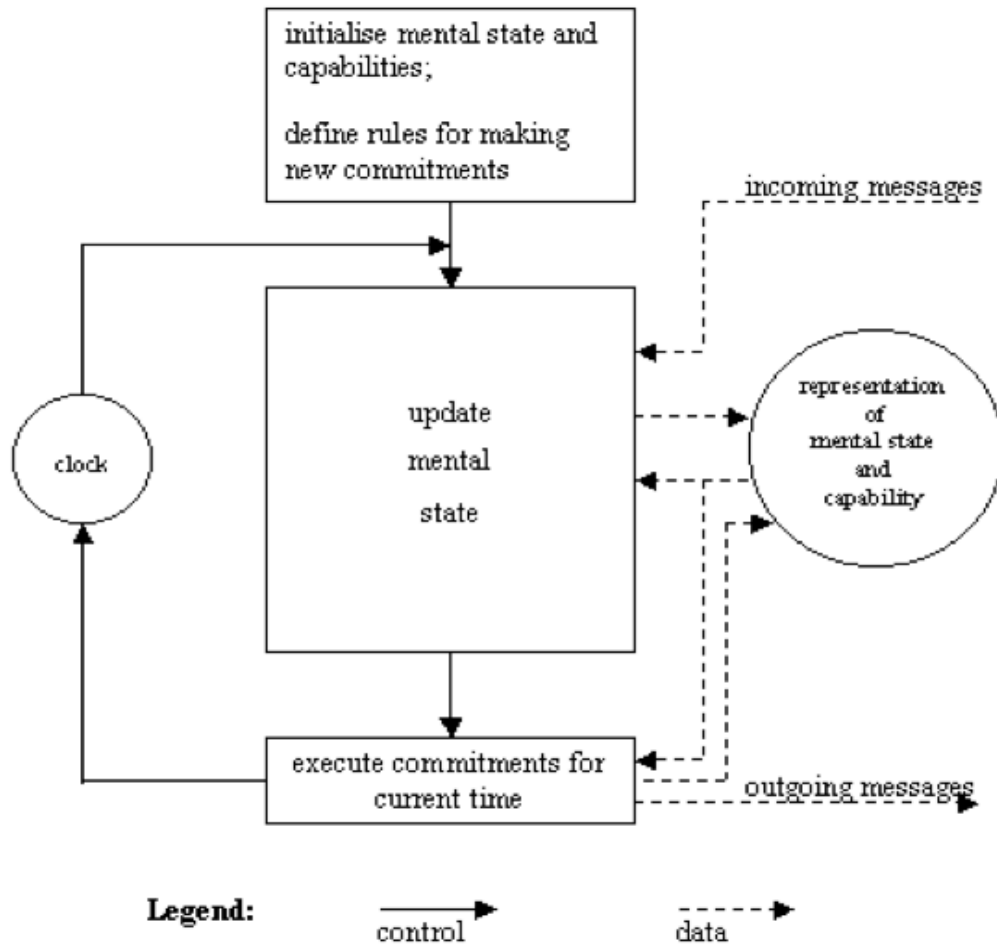 initialise mental state and
capabilities;
define rules for making
new commitments
incoming messages
update
mental
state
representation
of
mental state
and
capability
clock
execute commitments for
current time
outgoing messages
Legend:
control
data